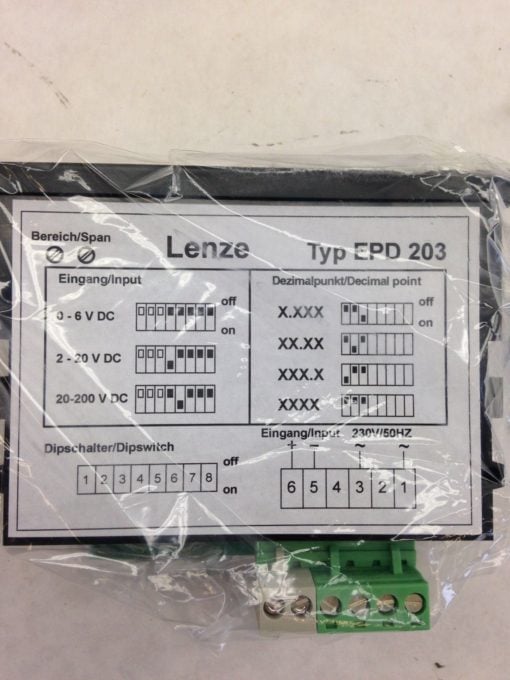 Bereich/Span
Lenze
Typ EPD 203
Eingang/Input
off
0 - 6 V DC
on
2 - 20 V DC
20-200 V DC
Dezimalpunkt/Decimal point
off
X.XXX
on
XX.XX
XXX.X
XXXX
Dipschalter/Dipswitch
off
1 2 3 4 5 6 7 8
on
Eingang/Input 230V/50HZ
+ − ~ ~
6 5 4 3 2 1